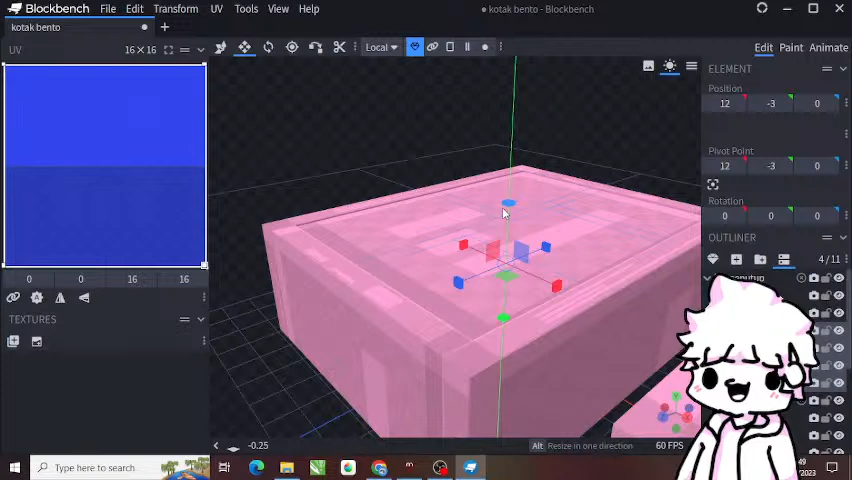 Blockbench File Edit Transform UV Tools View Help
kotak bento - Blockbench
kotak bento
Local
Edit Paint Animate
UV 16 × 16
ELEMENT
Position
12 -3 0
Pivot Point
12 -3 0
Rotation
0 0 0
OUTLINER
4/11
0 0 16 16
TEXTURES
-0.25
Alt Resize in one direction
60 FPS
Type here to search